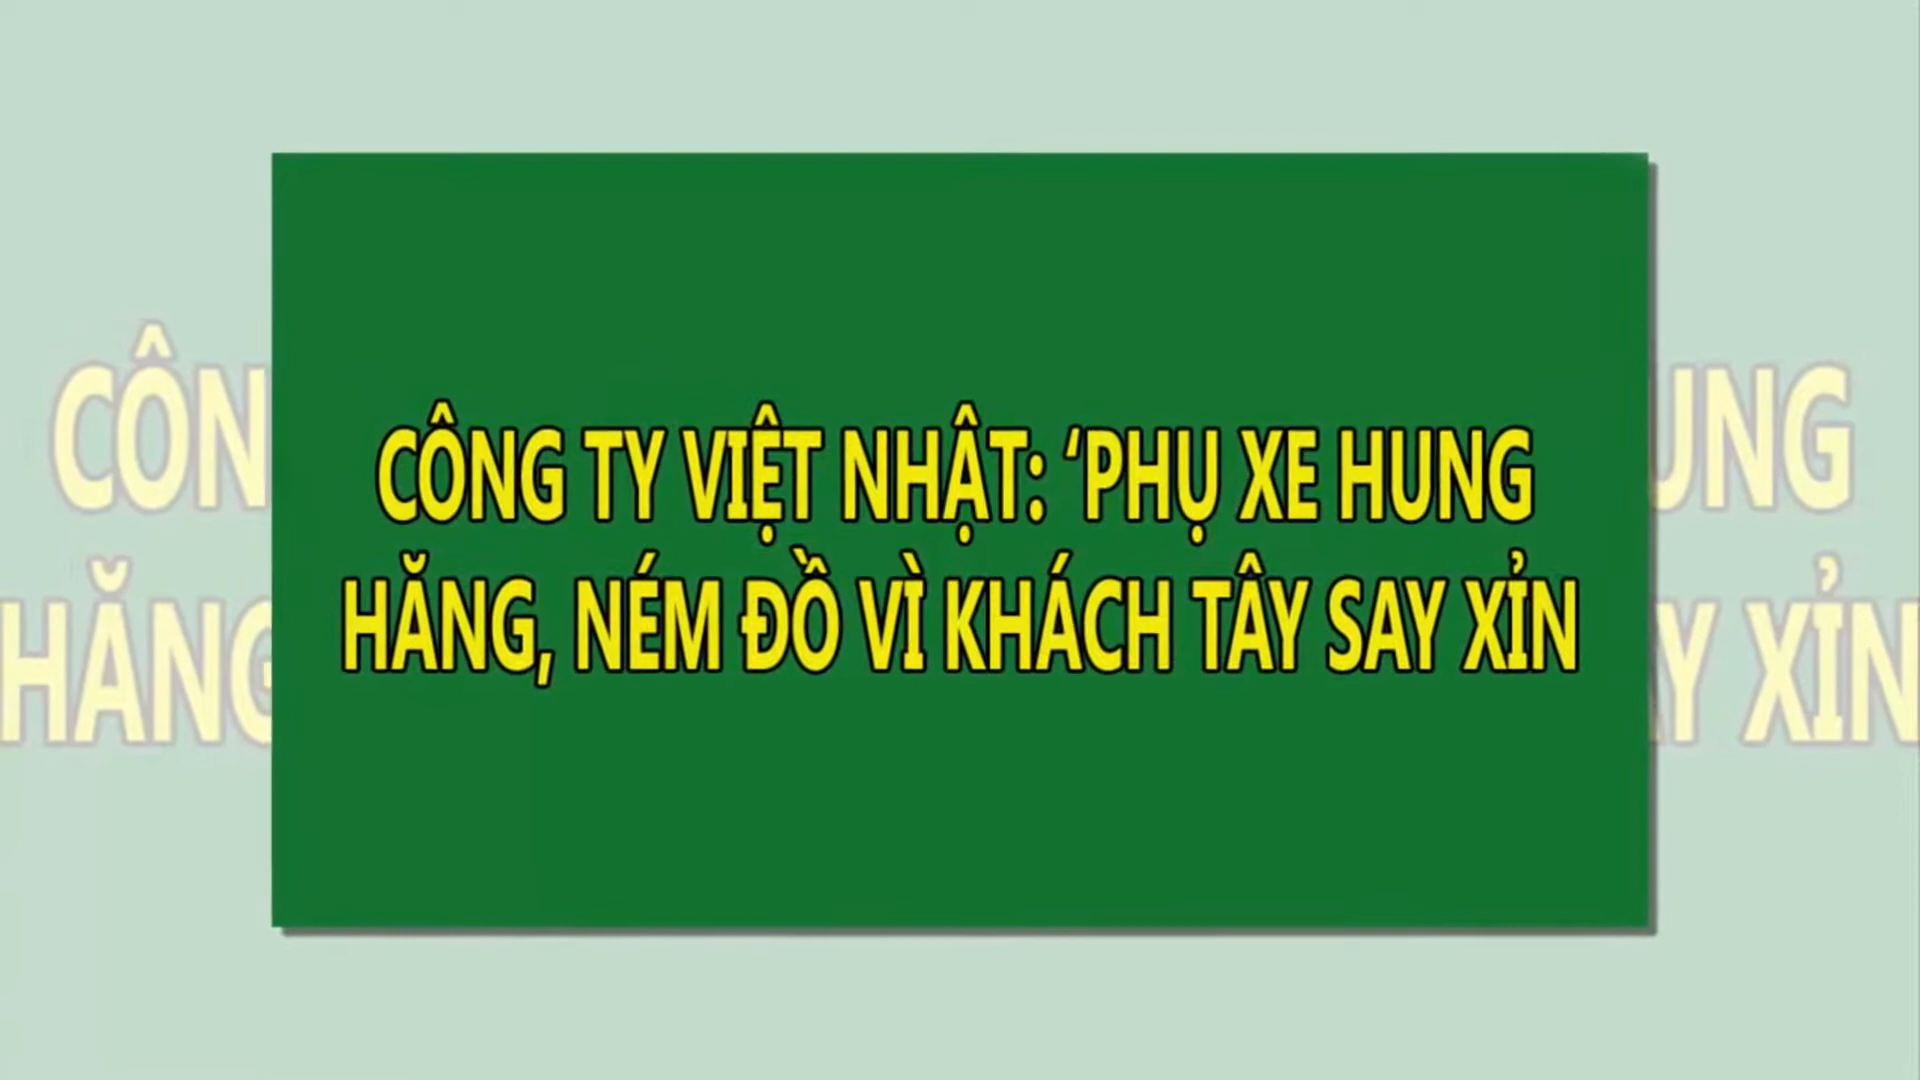 CÔNG TY VIỆT NHẬT: ‘PHỤ XE HUNG
HĂNG, NÉM ĐỒ VÌ KHÁCH TÂY SAY XỈN